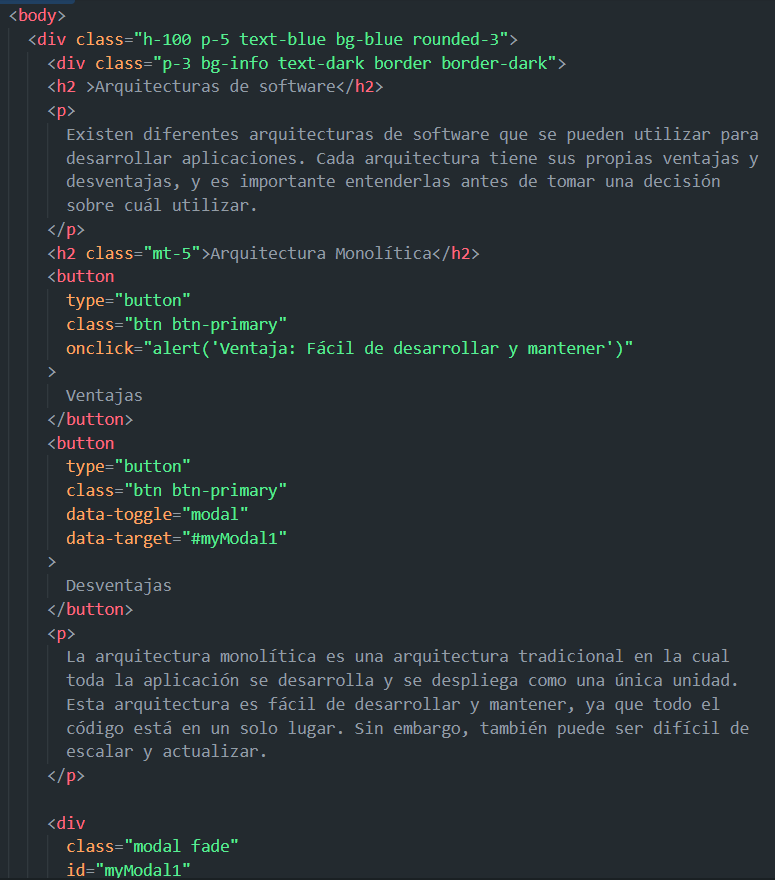 <body>
<div class="h-100 p-5 text-blue bg-blue rounded-3">
<div class="p-3 bg-info text-dark border border-dark">
<h2 >Arquitecturas de software</h2>
<p>
Existen diferentes arquitecturas de software que se pueden utilizar para
desarrollar aplicaciones. Cada arquitectura tiene sus propias ventajas y
desventajas, y es importante entenderlas antes de tomar una decisión
sobre cuál utilizar.
</p>
<h2 class="mt-5">Arquitectura Monolítica</h2>
<button
type="button"
class="btn btn-primary"
onclick="alert('Ventaja: Fácil de desarrollar y mantener')"
>
Ventajas
</button>
<button
type="button"
class="btn btn-primary"
data-toggle="modal"
data-target="#myModal1"
>
Desventajas
</button>
<p>
La arquitectura monolítica es una arquitectura tradicional en la cual
toda la aplicación se desarrolla y se despliega como una única unidad.
Esta arquitectura es fácil de desarrollar y mantener, ya que todo el
código está en un solo lugar. Sin embargo, también puede ser difícil de
escalar y actualizar.
</p>
<div
class="modal fade"
id="myModal1"